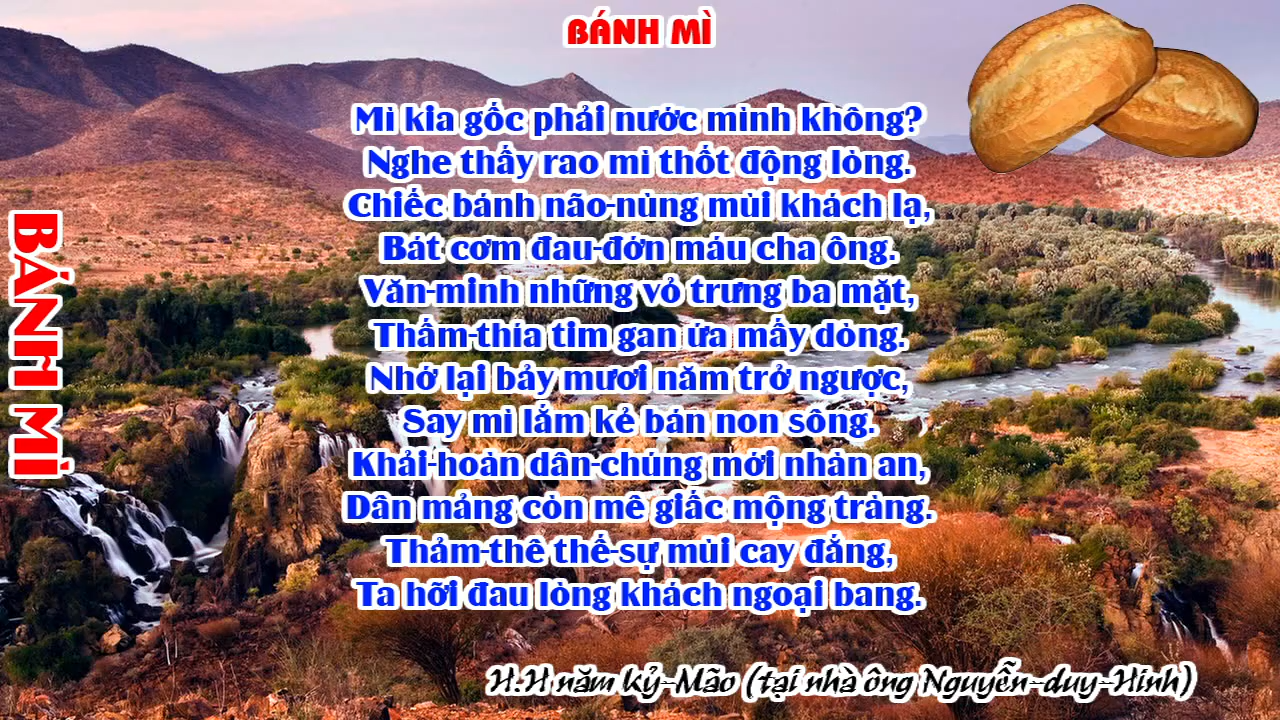 BÁNH MÌ
Mì kia gốc phải nước mình không?
Nghe thấy rao mì thốt động lòng.
Chiếc bánh não-nùng mùi khách lạ,
Bát cơm đau-đớn máu cha ông.
Văn-minh những vỏ trưng ba mặt,
Thấm-thía tim gan ứa mấy dòng.
Nhớ lại bảy mươi năm trở ngược,
Say mì lắm kẻ bán non sông.
Khải-hoàn dân-chúng mới nhàn an,
Dân mảng còn mê giấc mộng tràng.
Thảm-thê thế-sự mùi cay đắng,
Ta hỡi đau lòng khách ngoại bang.
H.H năm kỷ-Mão (tại nhà ông Nguyễn-duy-Hinh)
BÁNH MÌ